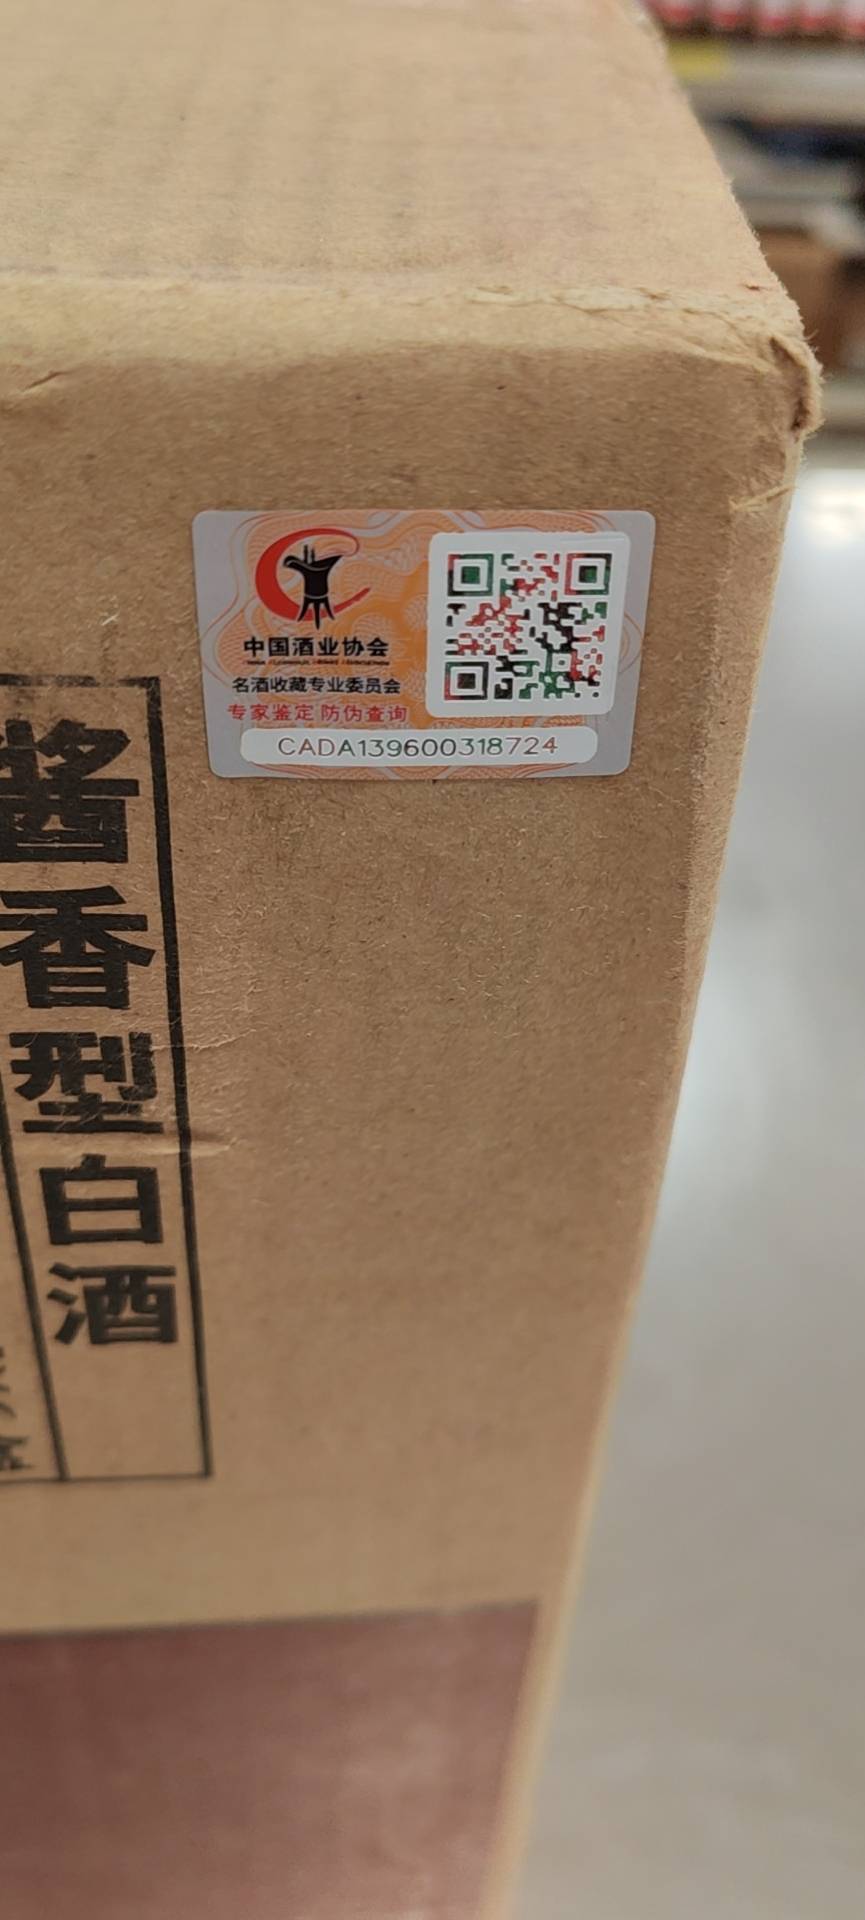 中国酒业协会
名酒收藏专业委员会
专家鉴定 防伪查询
CADA139600318724
酱香型白酒